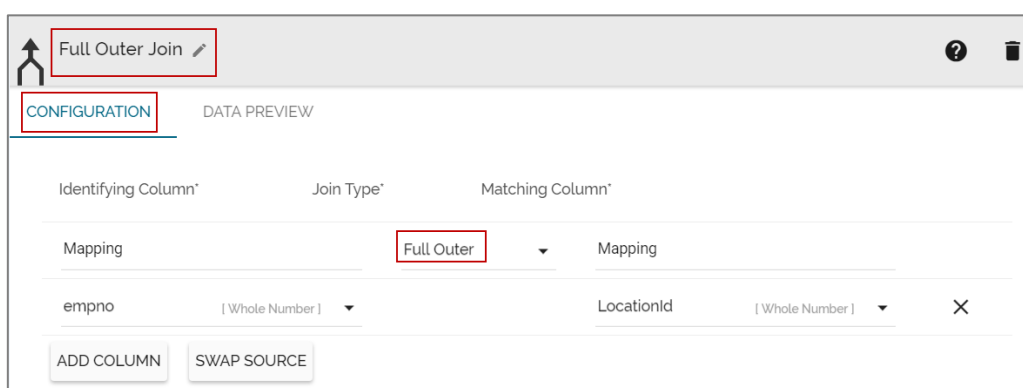 Full Outer Join
CONFIGURATION DATA PREVIEW
Identifying Column* Join Type* Matching Column*
Mapping Full Outer Mapping
empno [ Whole Number ] LocationId [ Whole Number ]
ADD COLUMN SWAP SOURCE